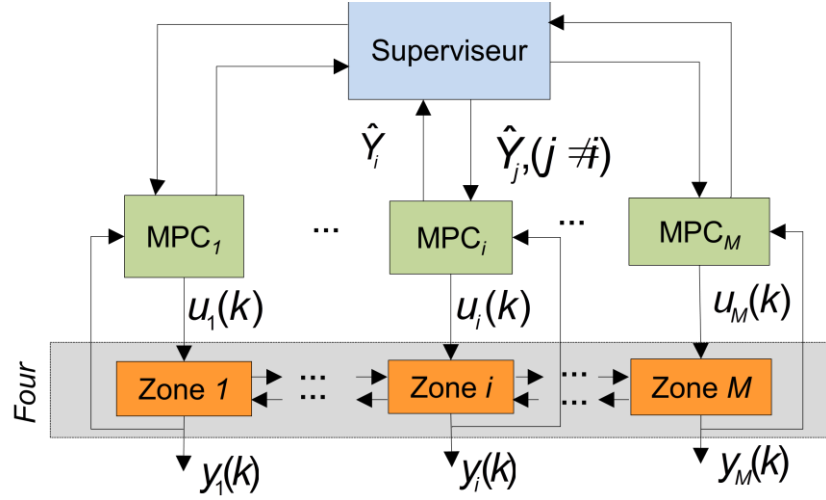 Superviseur
Ŷi Ŷj,(j ≠i)
... ...
MPC1 MPCi MPCM
u1(k) ui(k) uM(k)
Four
... ...
Zone 1 Zone i Zone M
... ...
y1(k) yi(k) yM(k)